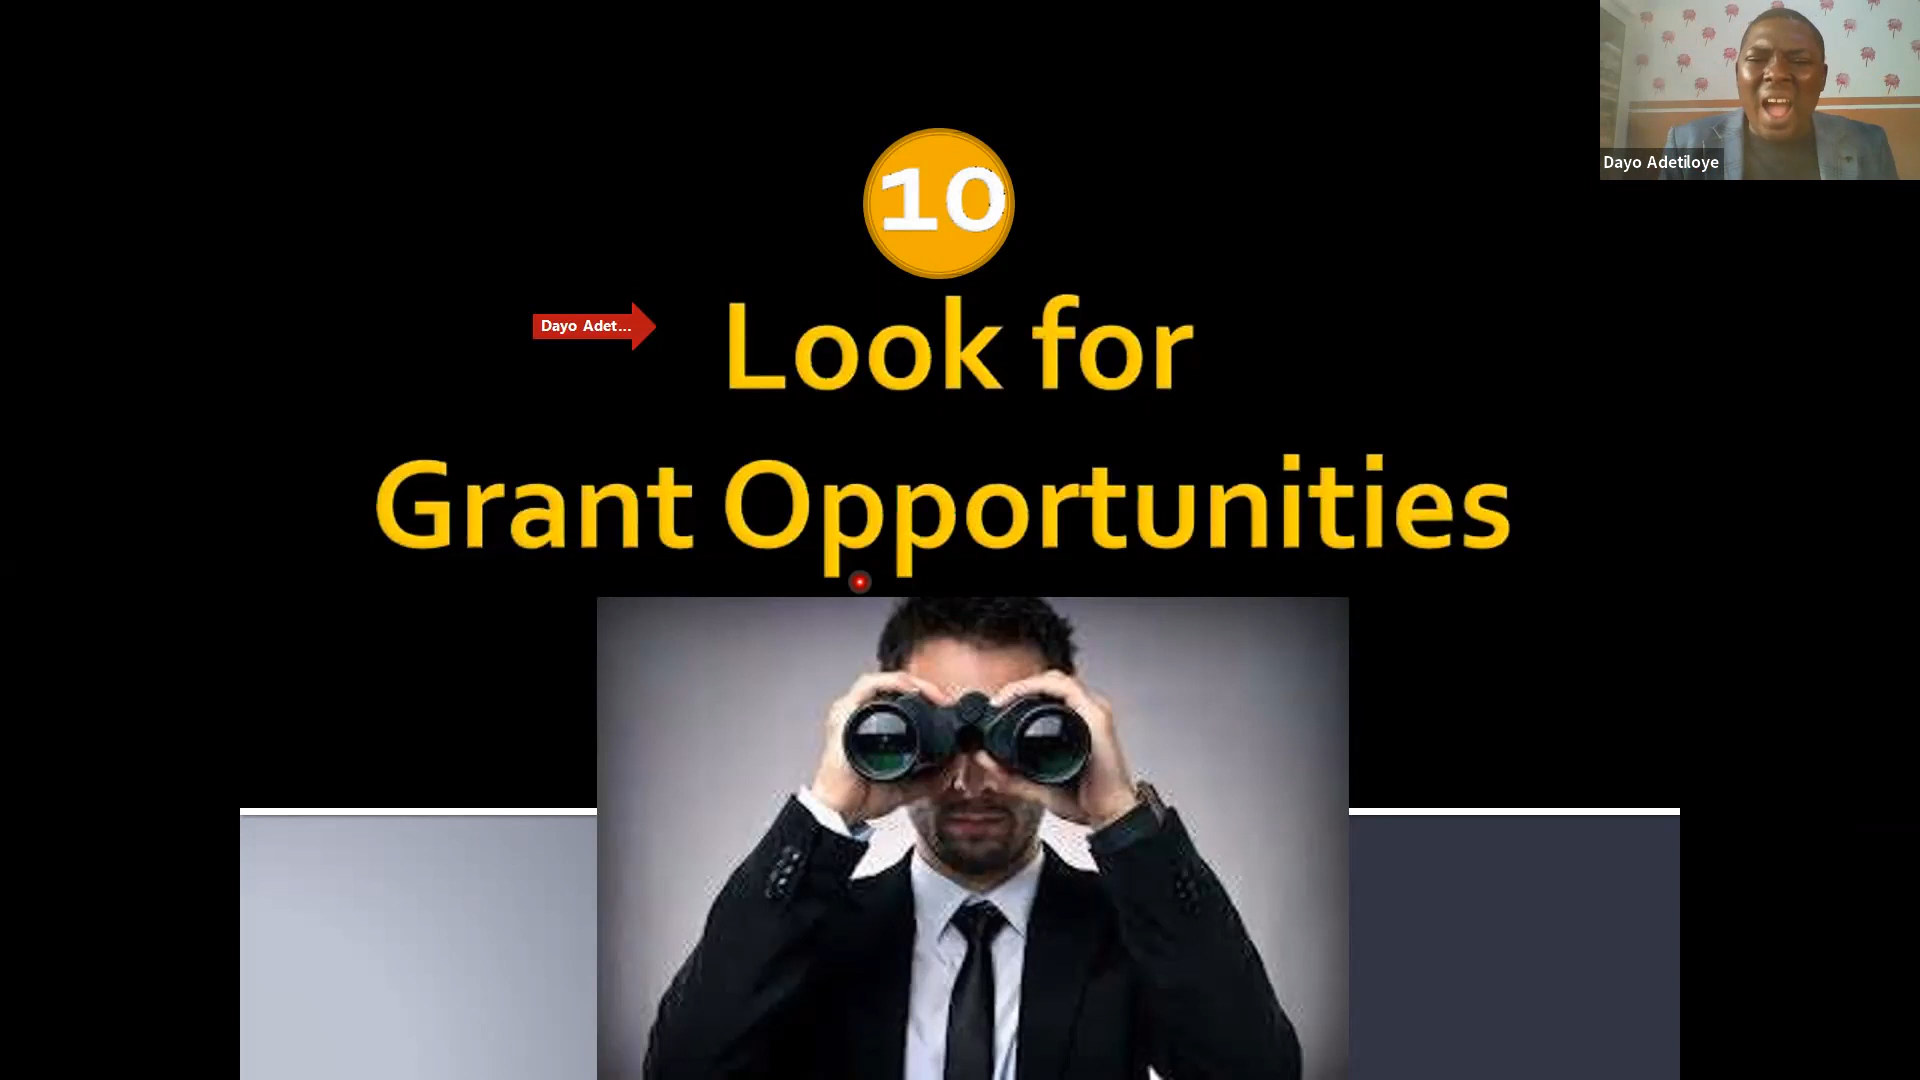 10
Dayo Adetiloye
Dayo Adet...
Look for
Grant Opportunities